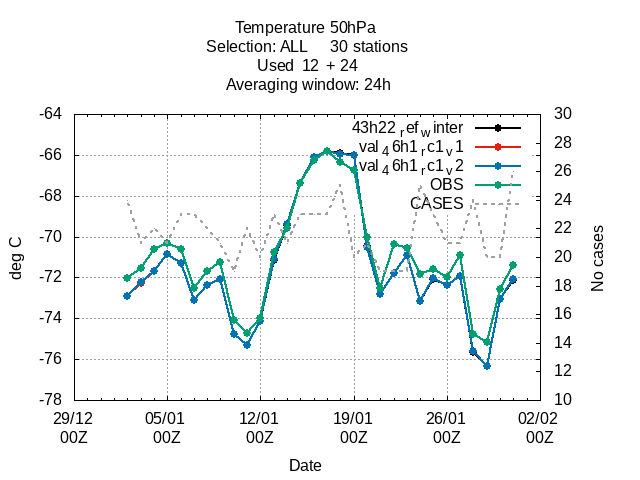 Temperature 50hPa
Selection: ALL     30 stations
Used  12  + 24
Averaging window: 24h
-64
-66
-68
-70
-72
-74
-76
-78
30
28
26
24
22
20
18
16
14
12
10
43h22_ref_winter
val_46h1_rc1_v1
val_46h1_rc1_v2
OBS
CASES
deg C
No cases
29/12 05/01 12/01 19/01 26/01 02/02
00Z 00Z 00Z 00Z 00Z 00Z
Date